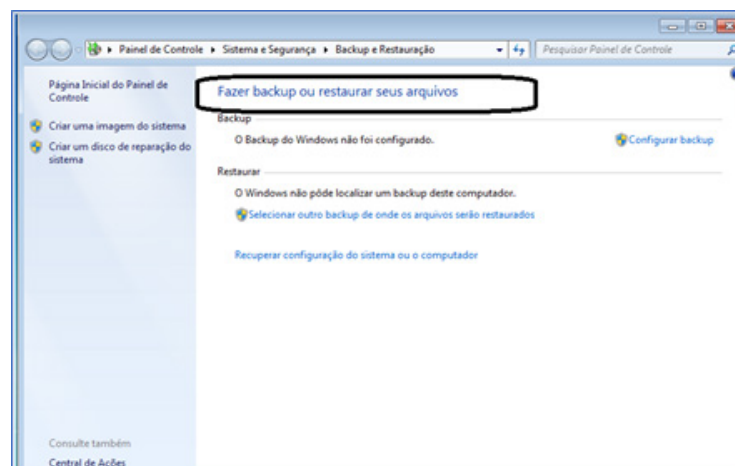 Painel de Controle ▸ Sistema e Segurança ▸ Backup e Restauração
Pesquisar Painel de Controle
Página Inicial do Painel de
Controle
Criar uma imagem do sistema
Criar um disco de reparação do
sistema
Fazer backup ou restaurar seus arquivos
Backup
O Backup do Windows não foi configurado.
Configurar backup
Restaurar
O Windows não pôde localizar um backup deste computador.
Selecionar outro backup de onde os arquivos serão restaurados
Recuperar configuração do sistema ou o computador
Consulte também
Central de Ações